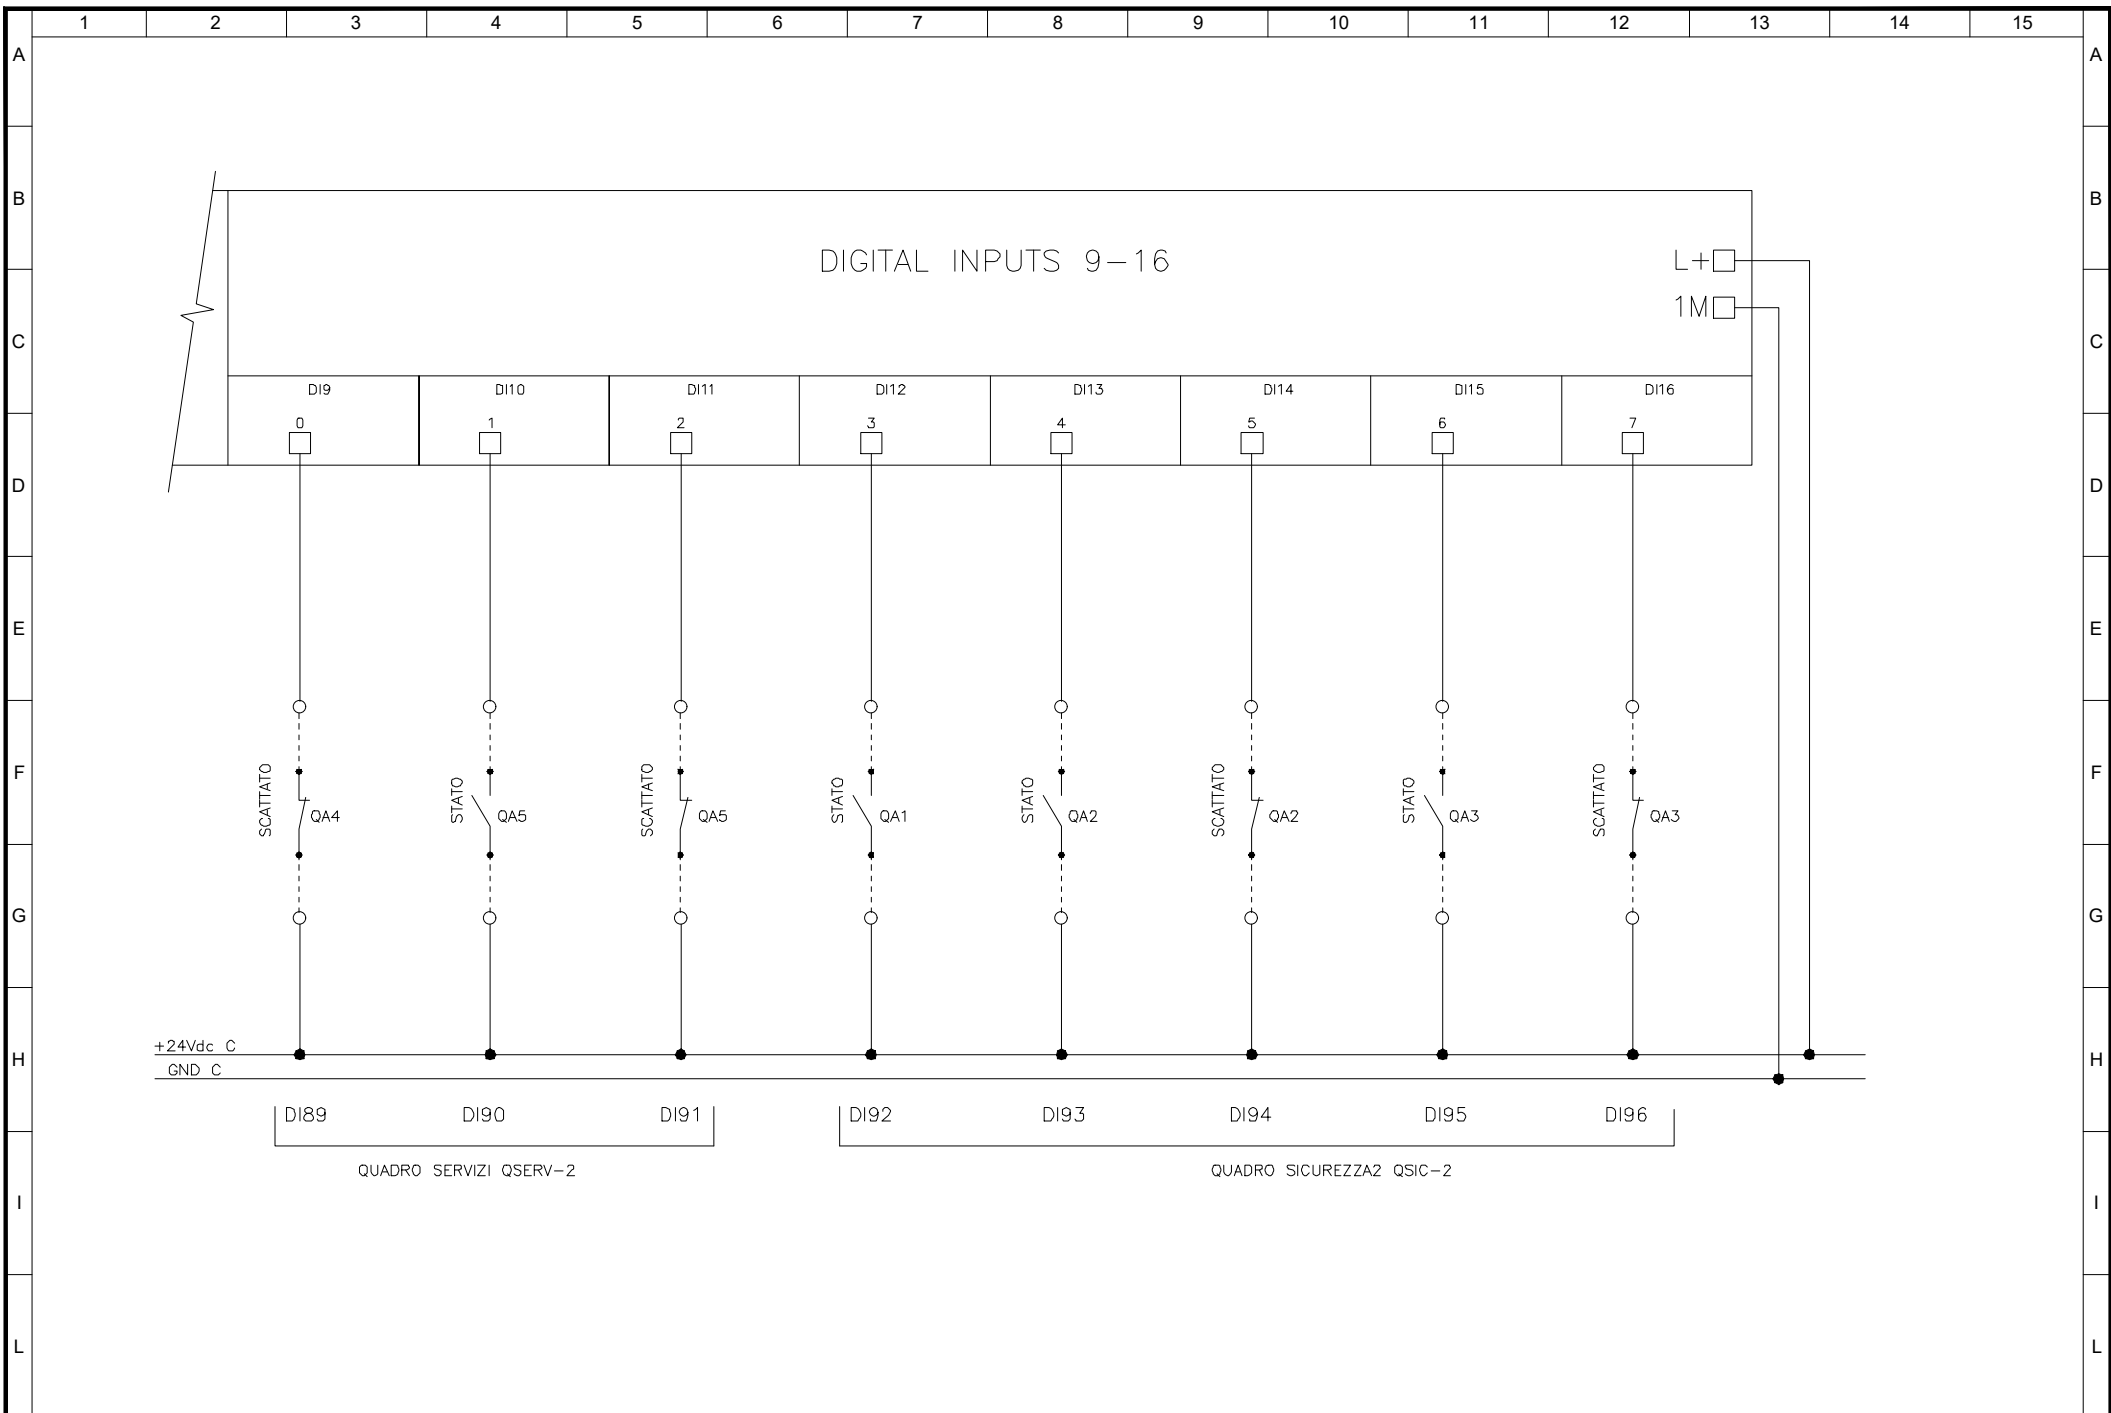 1 2 3 4 5 6 7 8 9 10 11 12 13 14 15
A A
B B
DIGITAL INPUTS 9-16
L+
1M
C C
DI9 DI10 DI11 DI12 DI13 DI14 DI15 DI16
0 1 2 3 4 5 6 7
D D
E E
F F
SCATTATO QA4 STATO QA5 SCATTATO QA5 STATO QA1 STATO QA2 SCATTATO QA2 STATO QA3 SCATTATO QA3
G G
+24Vdc C
H H
GND C
DI89 DI90 DI91 DI92 DI93 DI94 DI95 DI96
QUADRO SERVIZI QSERV-2 QUADRO SICUREZZA2 QSIC-2
I I
L L